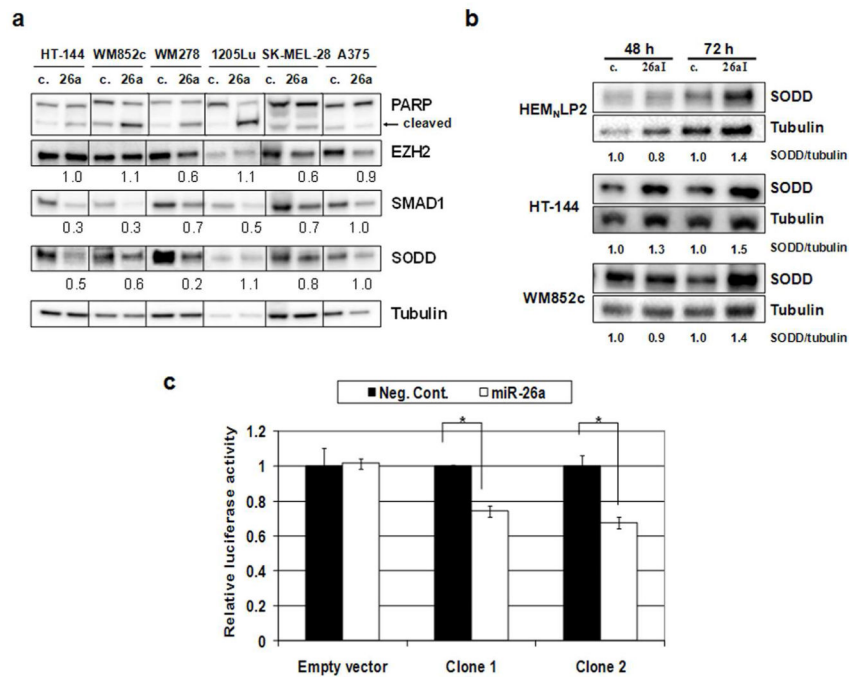 a
HT-144 WM852c WM278 1205Lu SK-MEL-28 A375
c. 26a c. 26a c. 26a c. 26a c. 26a c. 26a
PARP
← cleaved
EZH2
1.0 1.1 0.6 1.1 0.6 0.9
SMAD1
0.3 0.3 0.7 0.5 0.7 1.0
SODD
0.5 0.6 0.2 1.1 0.8 1.0
Tubulin
b
48 h 72 h
c. 26aI c. 26aI
HEMNLP2
SODD
Tubulin
1.0 0.8 1.0 1.4 SODD/tubulin
HT-144
SODD
Tubulin
1.0 1.3 1.0 1.5 SODD/tubulin
WM852c
SODD
Tubulin
1.0 0.9 1.0 1.4 SODD/tubulin
c
Neg. Cont. miR-26a
Relative luciferase activity
1.2
1
0.8
0.6
0.4
0.2
0
* *
Empty vector Clone 1 Clone 2